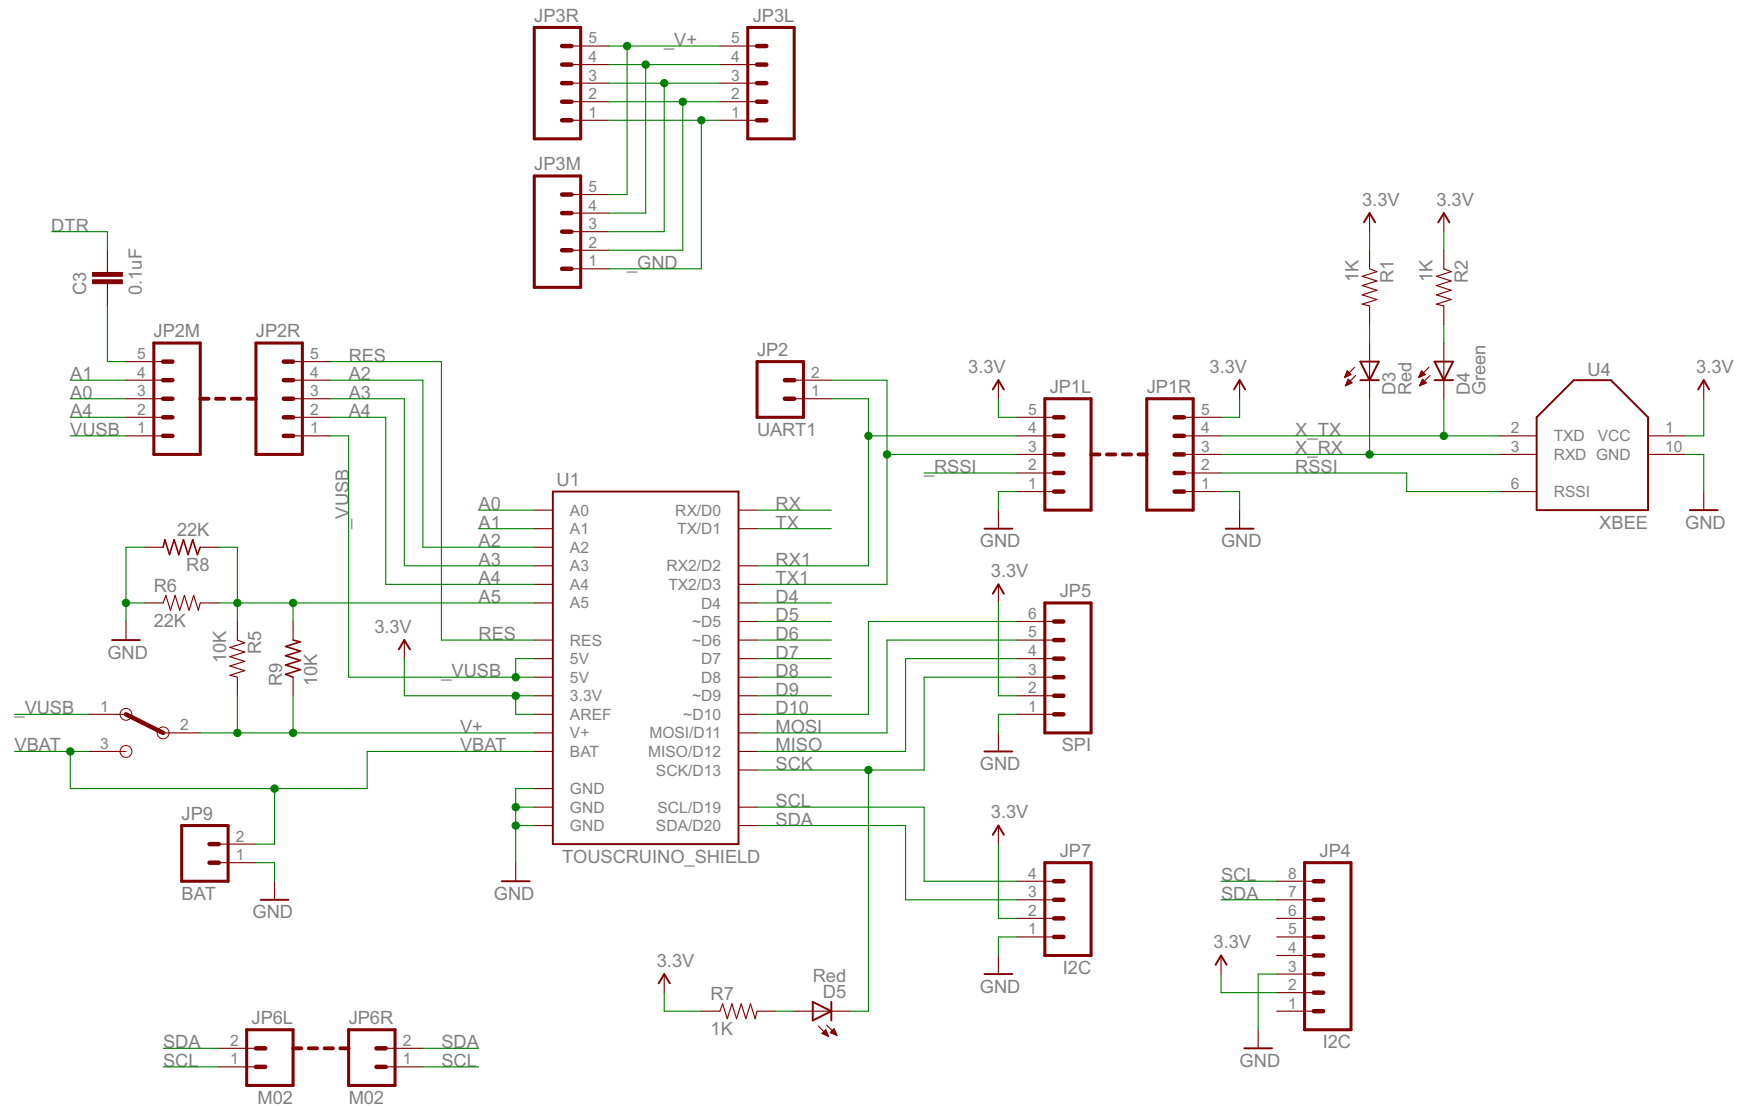 JP3R
JP3L
5
_V+
5
4
4
3
3
2
2
1
1
JP3M
5
4
3
2
1
_GND
DTR
C3
0.1uF
JP2M
JP2R
5
A1
4
A0
3
A4
2
VUSB
1
5
RES
4
A2
3
A3
2
A4
1
_VUSB
3.3V
3.3V
1K
R1
1K
R2
D3
Red
D4
Green
JP2
2
1
UART1
3.3V
JP1L
JP1R
3.3V
5
4
3
_RSSI
2
1
GND
5
4
X_TX
3
X_RX
2
RSSI
1
GND
U4
3.3V
2
TXD
VCC
1
3
RXD
GND
10
6
RSSI
XBEE
GND
U1
A0
A0
RX/D0
RX
A1
A1
TX/D1
TX
A2
A2
A3
A3
RX2/D2
RX1
A4
A4
TX2/D3
TX1
A5
A5
D4
D4
~D5
D5
RES
RES
~D6
D6
5V
D7
D7
_VUSB
5V
D8
D8
3.3V
3.3V
~D9
D9
AREF
~D10
D10
V+
V+
MOSI/D11
MOSI
VBAT
BAT
MISO/D12
MISO
SCK/D13
SCK
GND
GND
SCL/D19
SCL
GND
SDA/D20
SDA
TOUSCRUINO_SHIELD
GND
22K
R8
R6
22K
GND
10K
R5
R9
10K
_VUSB
1
2
VBAT
3
JP9
2
1
BAT
GND
3.3V
JP5
6
5
4
3
2
1
GND
SPI
3.3V
JP7
4
3
2
1
GND
I2C
3.3V
R7
1K
Red
D5
JP4
SCL
8
SDA
7
6
5
3.3V
4
3
2
1
GND
I2C
JP6L
JP6R
SDA
2
2
SDA
SCL
1
1
SCL
M02
M02